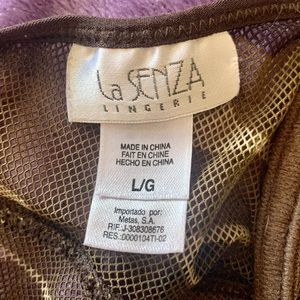 La SENZA
LINGERIE
MADE IN CHINA
FAIT EN CHINE
HECHO EN CHINA
L/G
Importado por:
Metas, S.A.
RIF.J-308308676
RES.:0000104TI-02